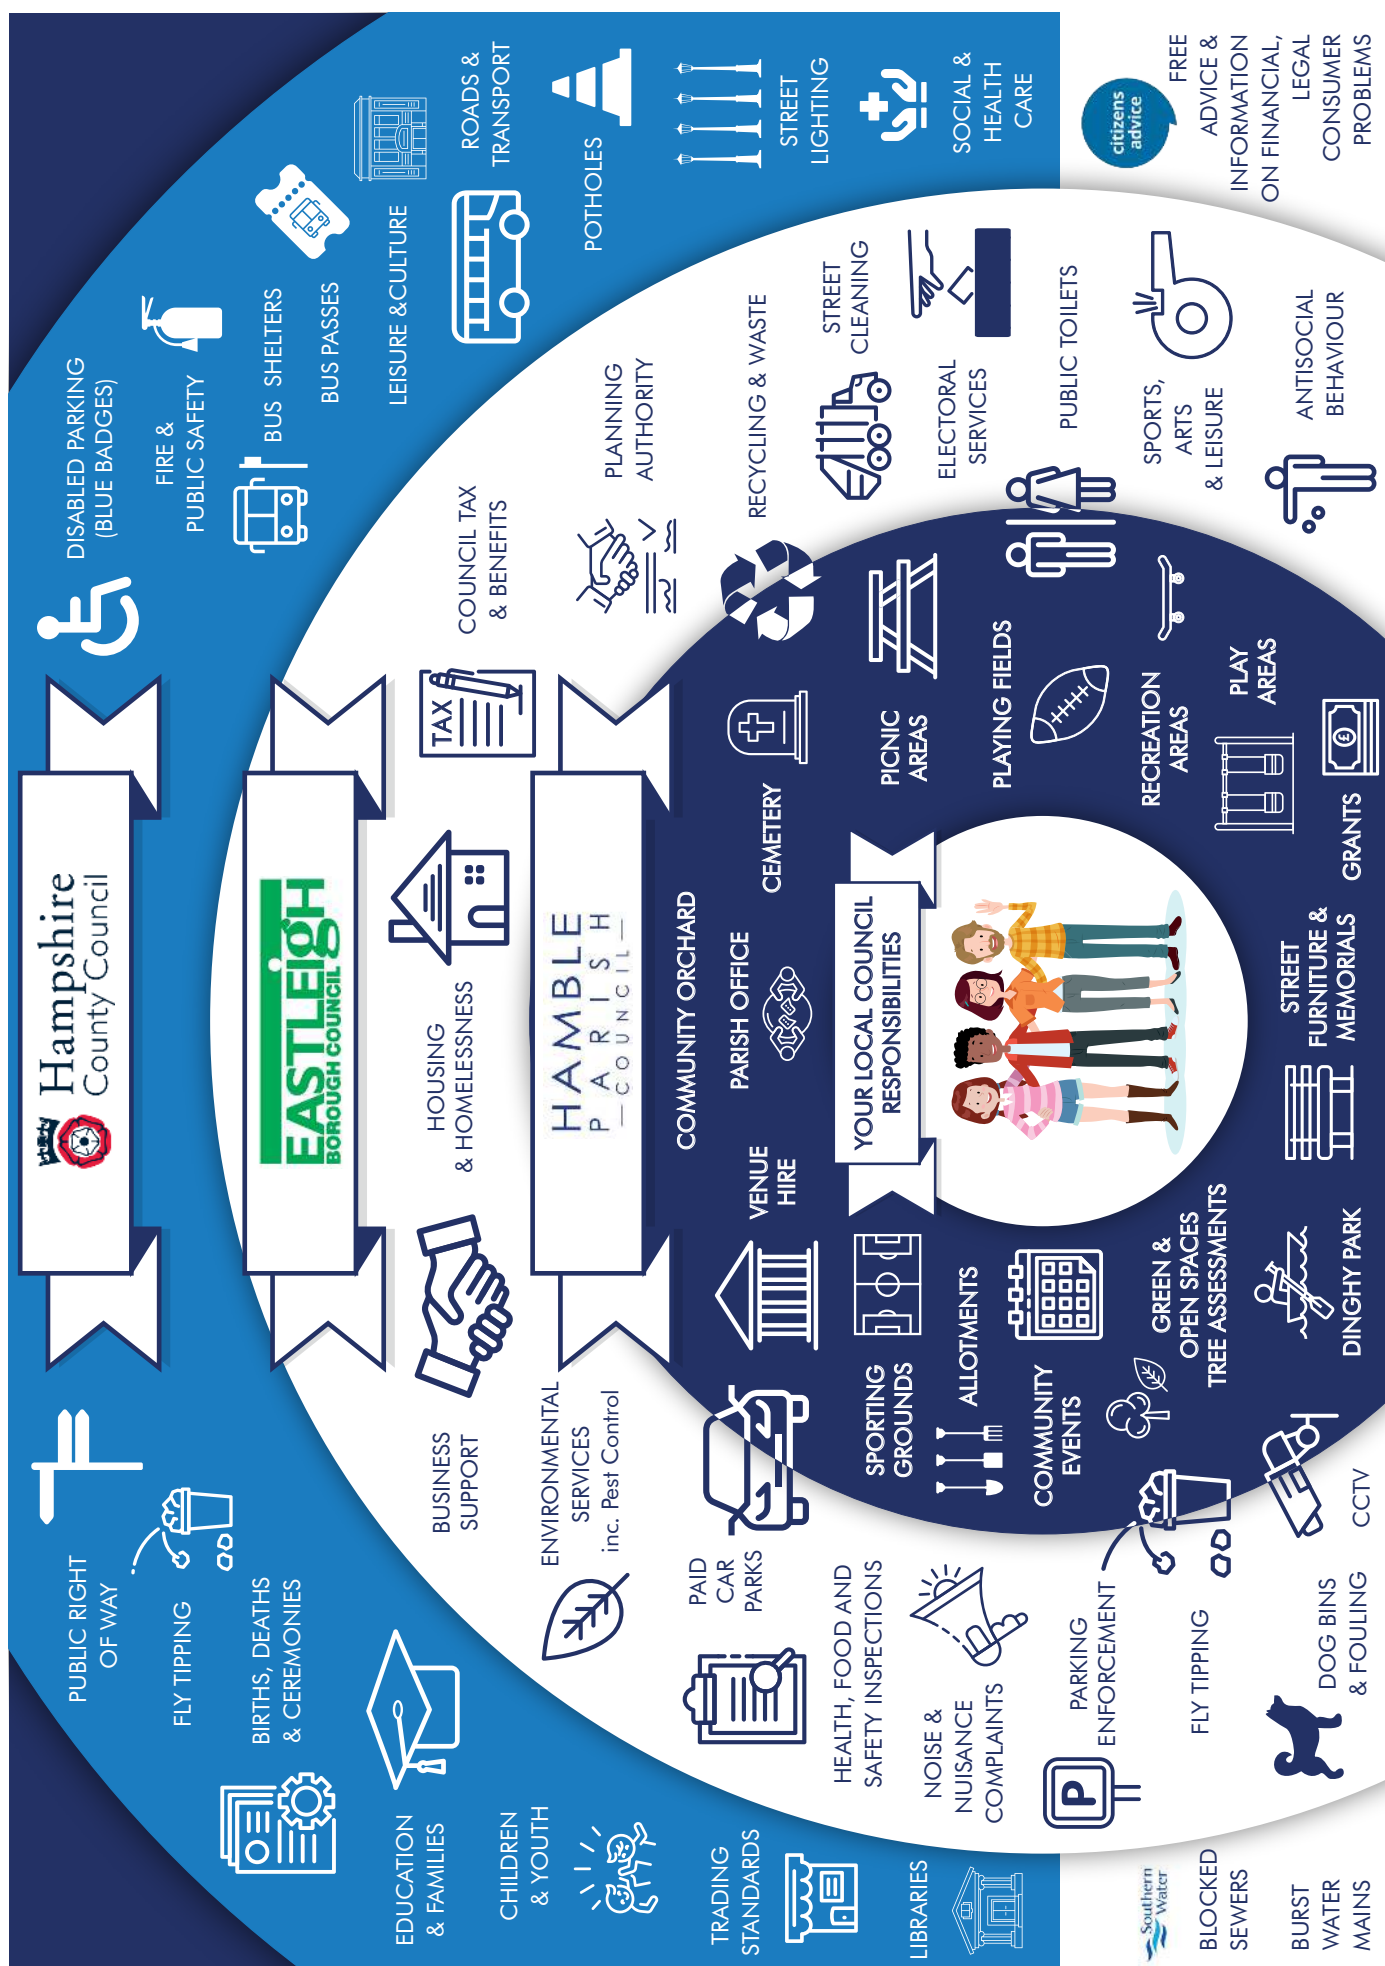 Hampshire
County Council
PUBLIC RIGHT
OF WAY
FLY TIPPING
BIRTHS, DEATHS
& CEREMONIES
EDUCATION
& FAMILIES
CHILDREN
& YOUTH
TRADING
STANDARDS
LIBRARIES
DISABLED PARKING
(BLUE BADGES)
FIRE &
PUBLIC SAFETY
BUS SHELTERS
BUS PASSES
LEISURE &CULTURE
ROADS &
TRANSPORT
POTHOLES
STREET
LIGHTING
SOCIAL &
HEALTH
CARE
EASTLEIGH
BOROUGH COUNCIL
BUSINESS
SUPPORT
HOUSING
& HOMELESSNESS
TAX
COUNCIL TAX
& BENEFITS
ENVIRONMENTAL
SERVICES
inc. Pest Control
PLANNING
AUTHORITY
PAID
CAR
PARKS
RECYCLING & WASTE
HEALTH, FOOD AND
SAFETY INSPECTIONS
STREET
CLEANING
NOISE &
NUISANCE
COMPLAINTS
ELECTORAL
SERVICES
PARKING
ENFORCEMENT
P
PUBLIC TOILETS
FLY TIPPING
SPORTS,
ARTS
& LEISURE
DOG BINS
& FOULING
CCTV
ANTISOCIAL
BEHAVIOUR
HAMBLE
PARISH
—COUNCIL—
COMMUNITY ORCHARD
PARISH OFFICE
VENUE
HIRE
CEMETERY
SPORTING
GROUNDS
PICNIC
AREAS
ALLOTMENTS
PLAYING FIELDS
COMMUNITY
EVENTS
RECREATION
AREAS
GREEN &
OPEN SPACES
TREE ASSESSMENTS
PLAY
AREAS
DINGHY PARK
STREET
FURNITURE &
MEMORIALS
£
GRANTS
YOUR LOCAL COUNCIL
RESPONSIBILITIES
Southern
Water
BLOCKED
SEWERS
BURST
WATER
MAINS
citizens
advice
FREE
ADVICE &
INFORMATION
ON FINANCIAL,
LEGAL
CONSUMER
PROBLEMS